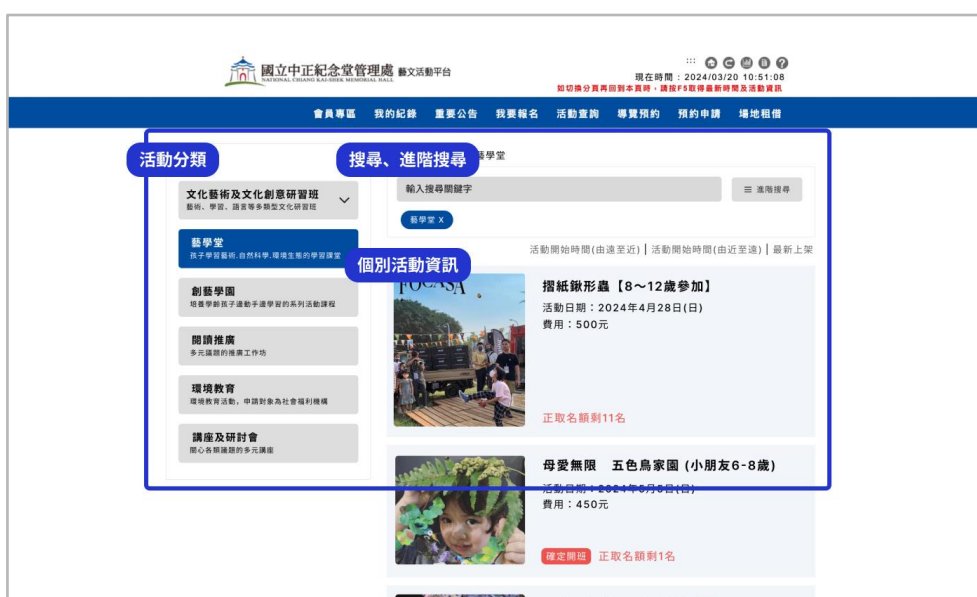 國立中正紀念堂管理處 藝文活動平台
NATIONAL CHIANG KAI-SHEK MEMORIAL HALL
現在時間：2024/03/20 10:51:08
如切換分頁再回到本頁時，請按F5取得最新時間及活動資訊
會員專區 我的紀錄 重要公告 我要報名 活動查詢 導覽預約 預約申請 場地租借
活動分類
搜尋、進階搜尋
藝學堂
文化藝術及文化創意研習班
藝術、學習、語言等多類型文化研習班
輸入搜尋關鍵字
進階搜尋
藝學堂 X
藝學堂
孩子學習藝術.自然科學.環境生態的學習課堂
個別活動資訊
活動開始時間(由遠至近) | 活動開始時間(由近至遠) | 最新上架
創藝學園
培養學齡孩子連動手邊學習的系列活動課程
閱讀推廣
多元議題的推廣工作坊
環境教育
環境教育活動，申請對象為社會福利機構
講座及研討會
關心各類議題的多元講座
FOCASA
摺紙鍬形蟲【8～12歲參加】
活動日期：2024年4月28日(日)
費用：500元
正取名額剩11名
母愛無限 五色鳥家園 (小朋友6-8歲)
活動日期：2024年5月5日(日)
費用：450元
確定開班 正取名額剩1名